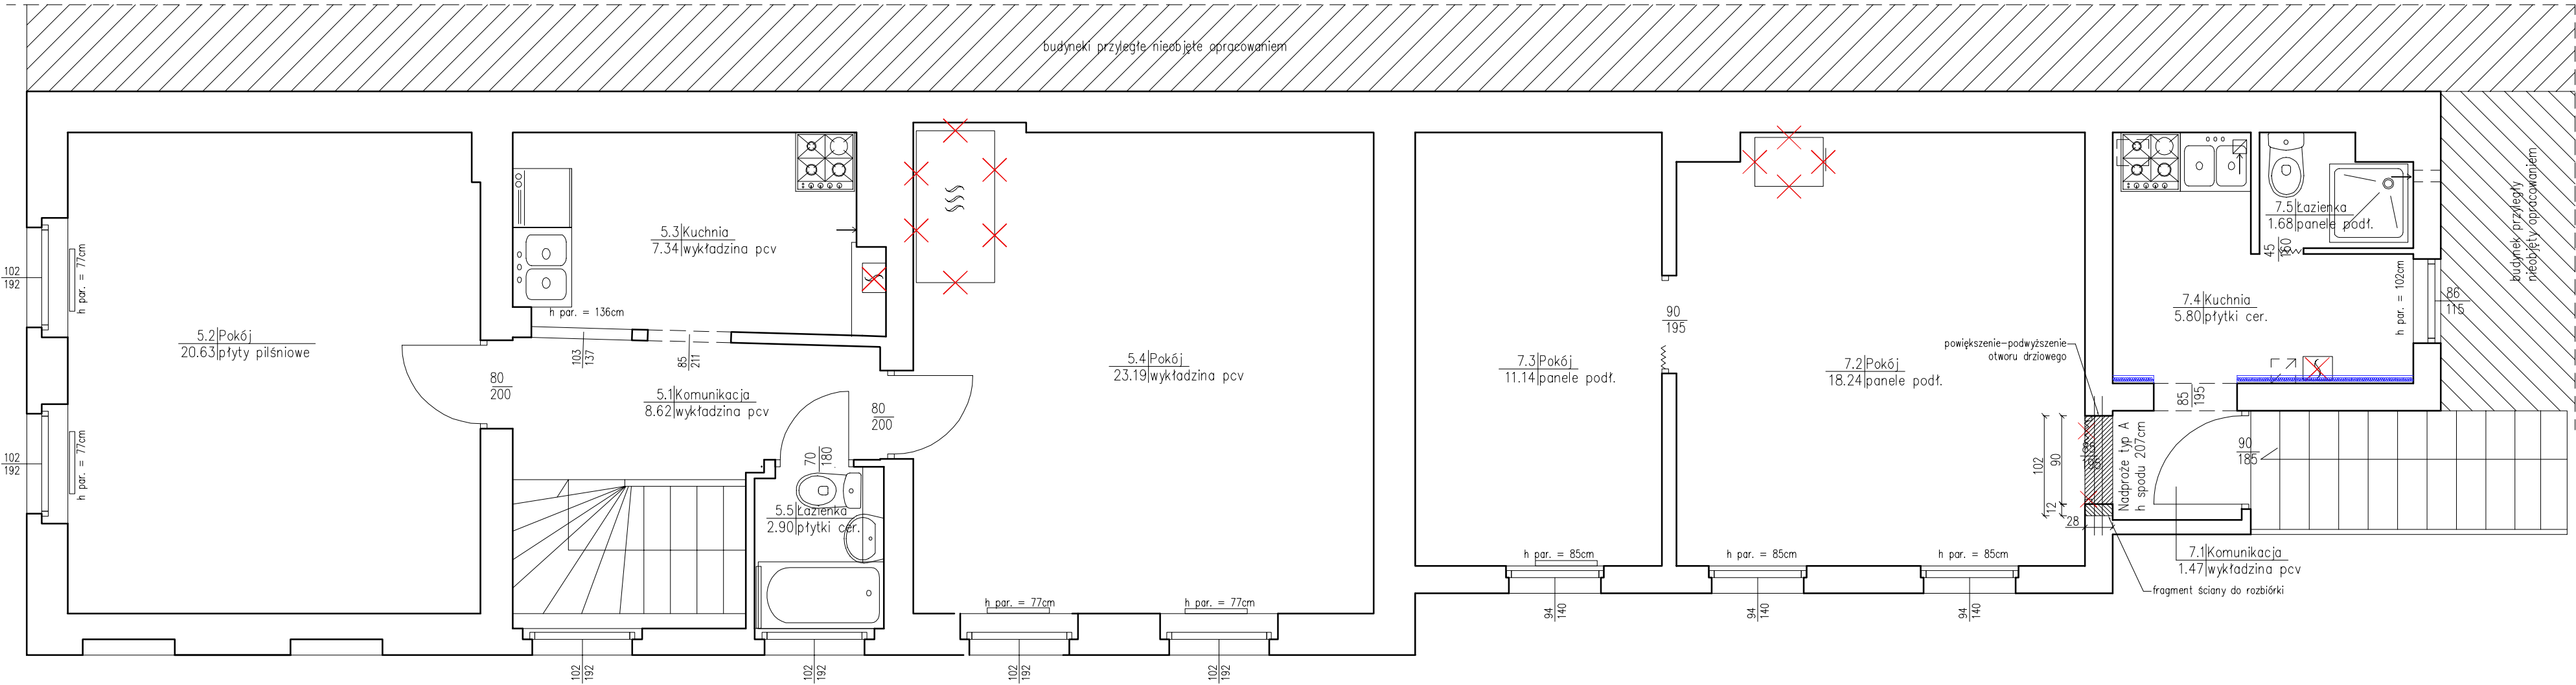 budyneki przyległe nieobjęte opracowaniem
budynek przyległy
nieobjęty opracowaniem
102
192
h par. = 77cm
102
192
h par. = 77cm
5.2 Pokój
20.63 płyty pilśniowe
80
200
5.3 Kuchnia
7.34 wykładzina pcv
h par. = 136cm
103
137
85
211
5.1 Komunikacja
8.62 wykładzina pcv
80
200
70
180
5.5 Łazienka
2.90 płytki cer.
102
192
102
192
5.4 Pokój
23.19 wykładzina pcv
h par. = 77cm
h par. = 77cm
102
192
102
192
7.3 Pokój
11.14 panele podł.
90
195
h par. = 85cm
94
140
7.2 Pokój
18.24 panele podł.
h par. = 85cm
h par. = 85cm
94
140
94
140
powiększenie-podwyższenie
otworu drziowego
102
90
12
28
Nadproże typ A
h spodu 207cm
7.5 Łazienka
1.68 panele podł.
45
160
7.4 Kuchnia
5.80 płytki cer.
h par. = 102cm
86
115
85
195
90
185
7.1 Komunikacja
1.47 wykładzina pcv
fragment ściany do rozbiórki